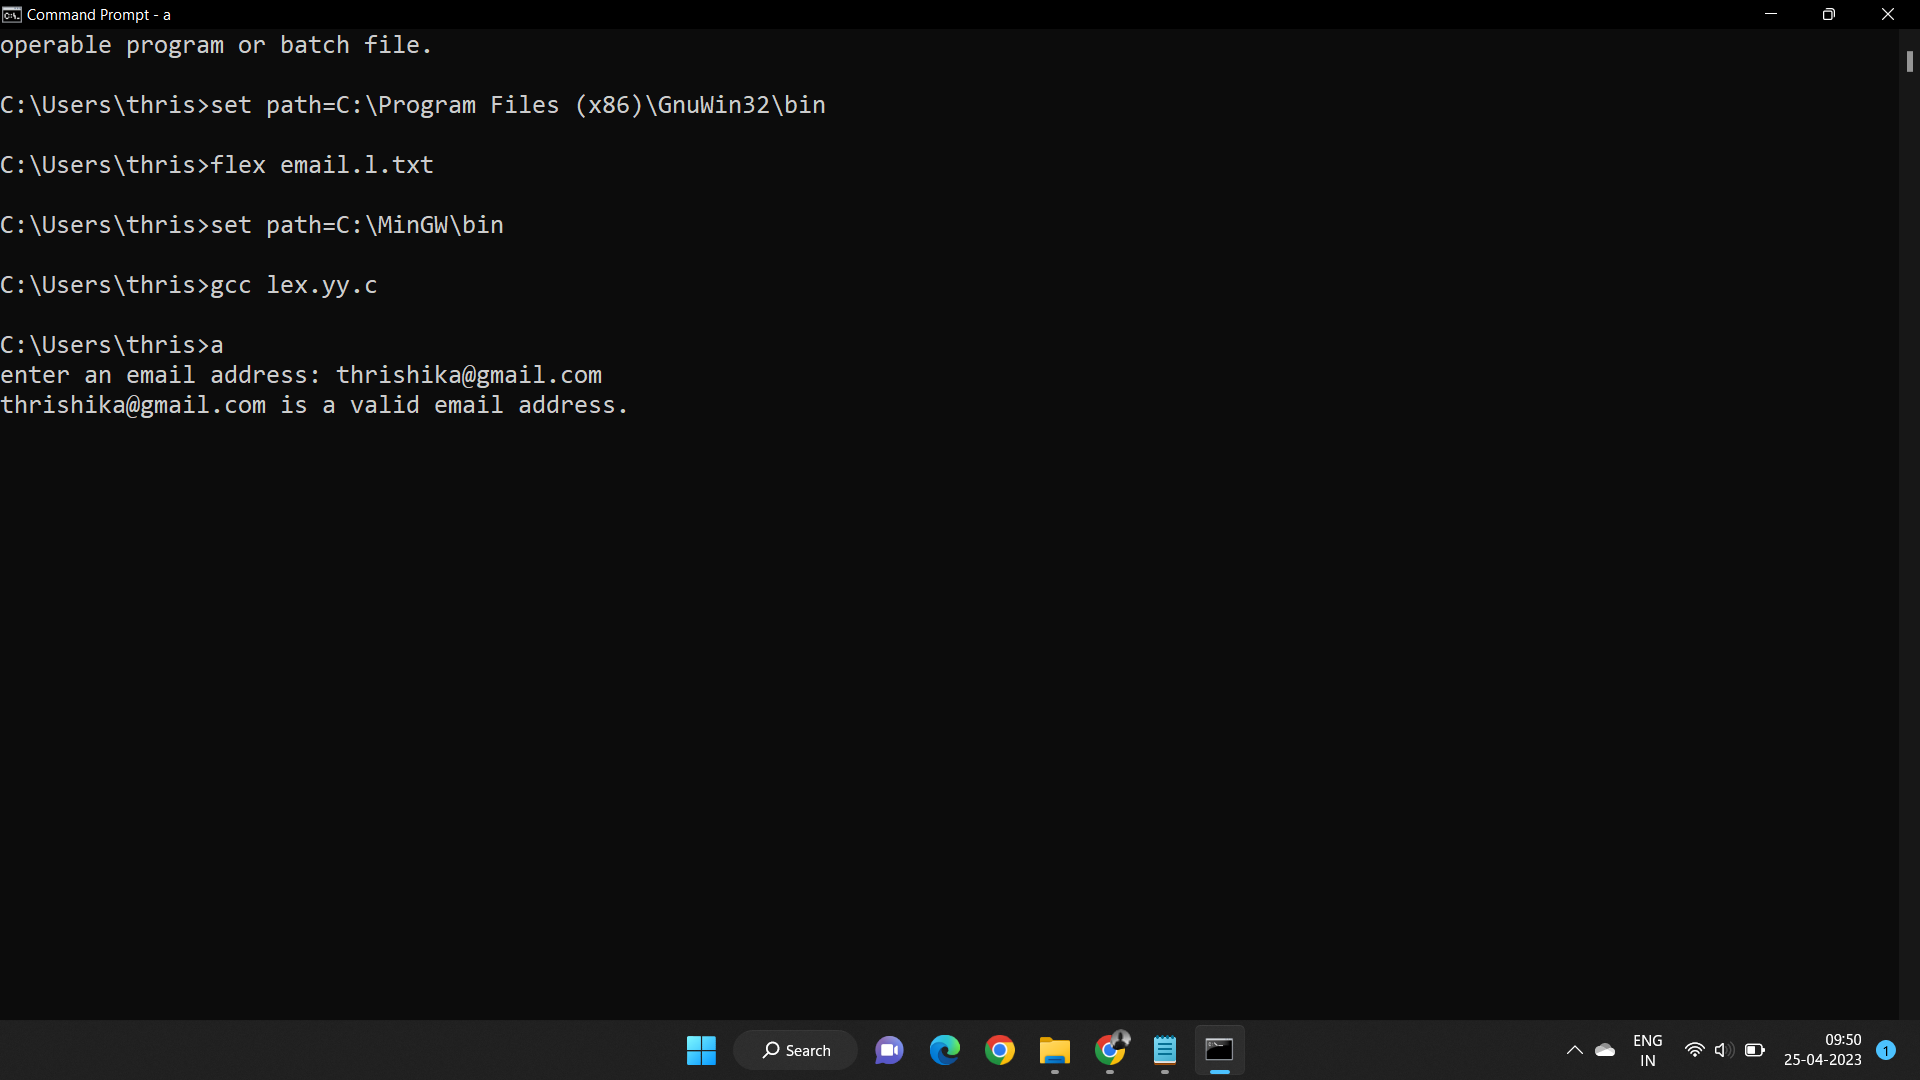 Command Prompt - a
operable program or batch file.
C:\Users\thris>set path=C:\Program Files (x86)\GnuWin32\bin
C:\Users\thris>flex email.l.txt
C:\Users\thris>set path=C:\MinGW\bin
C:\Users\thris>gcc lex.yy.c
C:\Users\thris>a
enter an email address: thrishika@gmail.com
thrishika@gmail.com is a valid email address.
Search
ENG
IN
09:50
25-04-2023
1